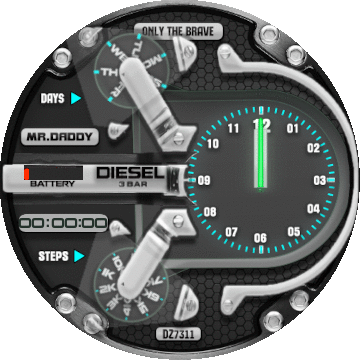 ONLY THE BRAVE
DAYS
MR.DADDY
DIESEL
3 BAR
BATTERY
00:00:00
STEPS
DZ7311
12
01
02
03
04
05
06
07
08
09
10
11